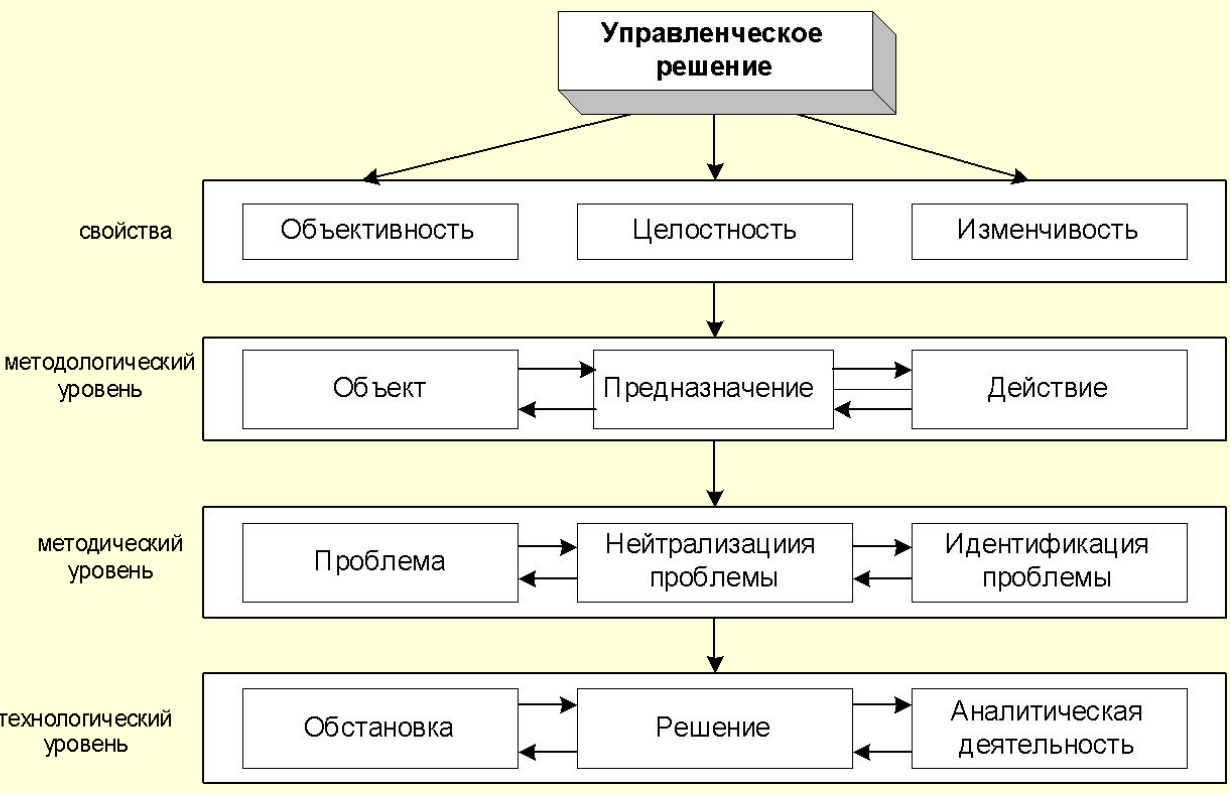 Управленческое
решение
свойства
Объективность
Целостность
Изменчивость
методологический
уровень
Объект
Предназначение
Действие
методический
уровень
Проблема
Нейтрализациия
проблемы
Идентификация
проблемы
технологический
уровень
Обстановка
Решение
Аналитическая
деятельность